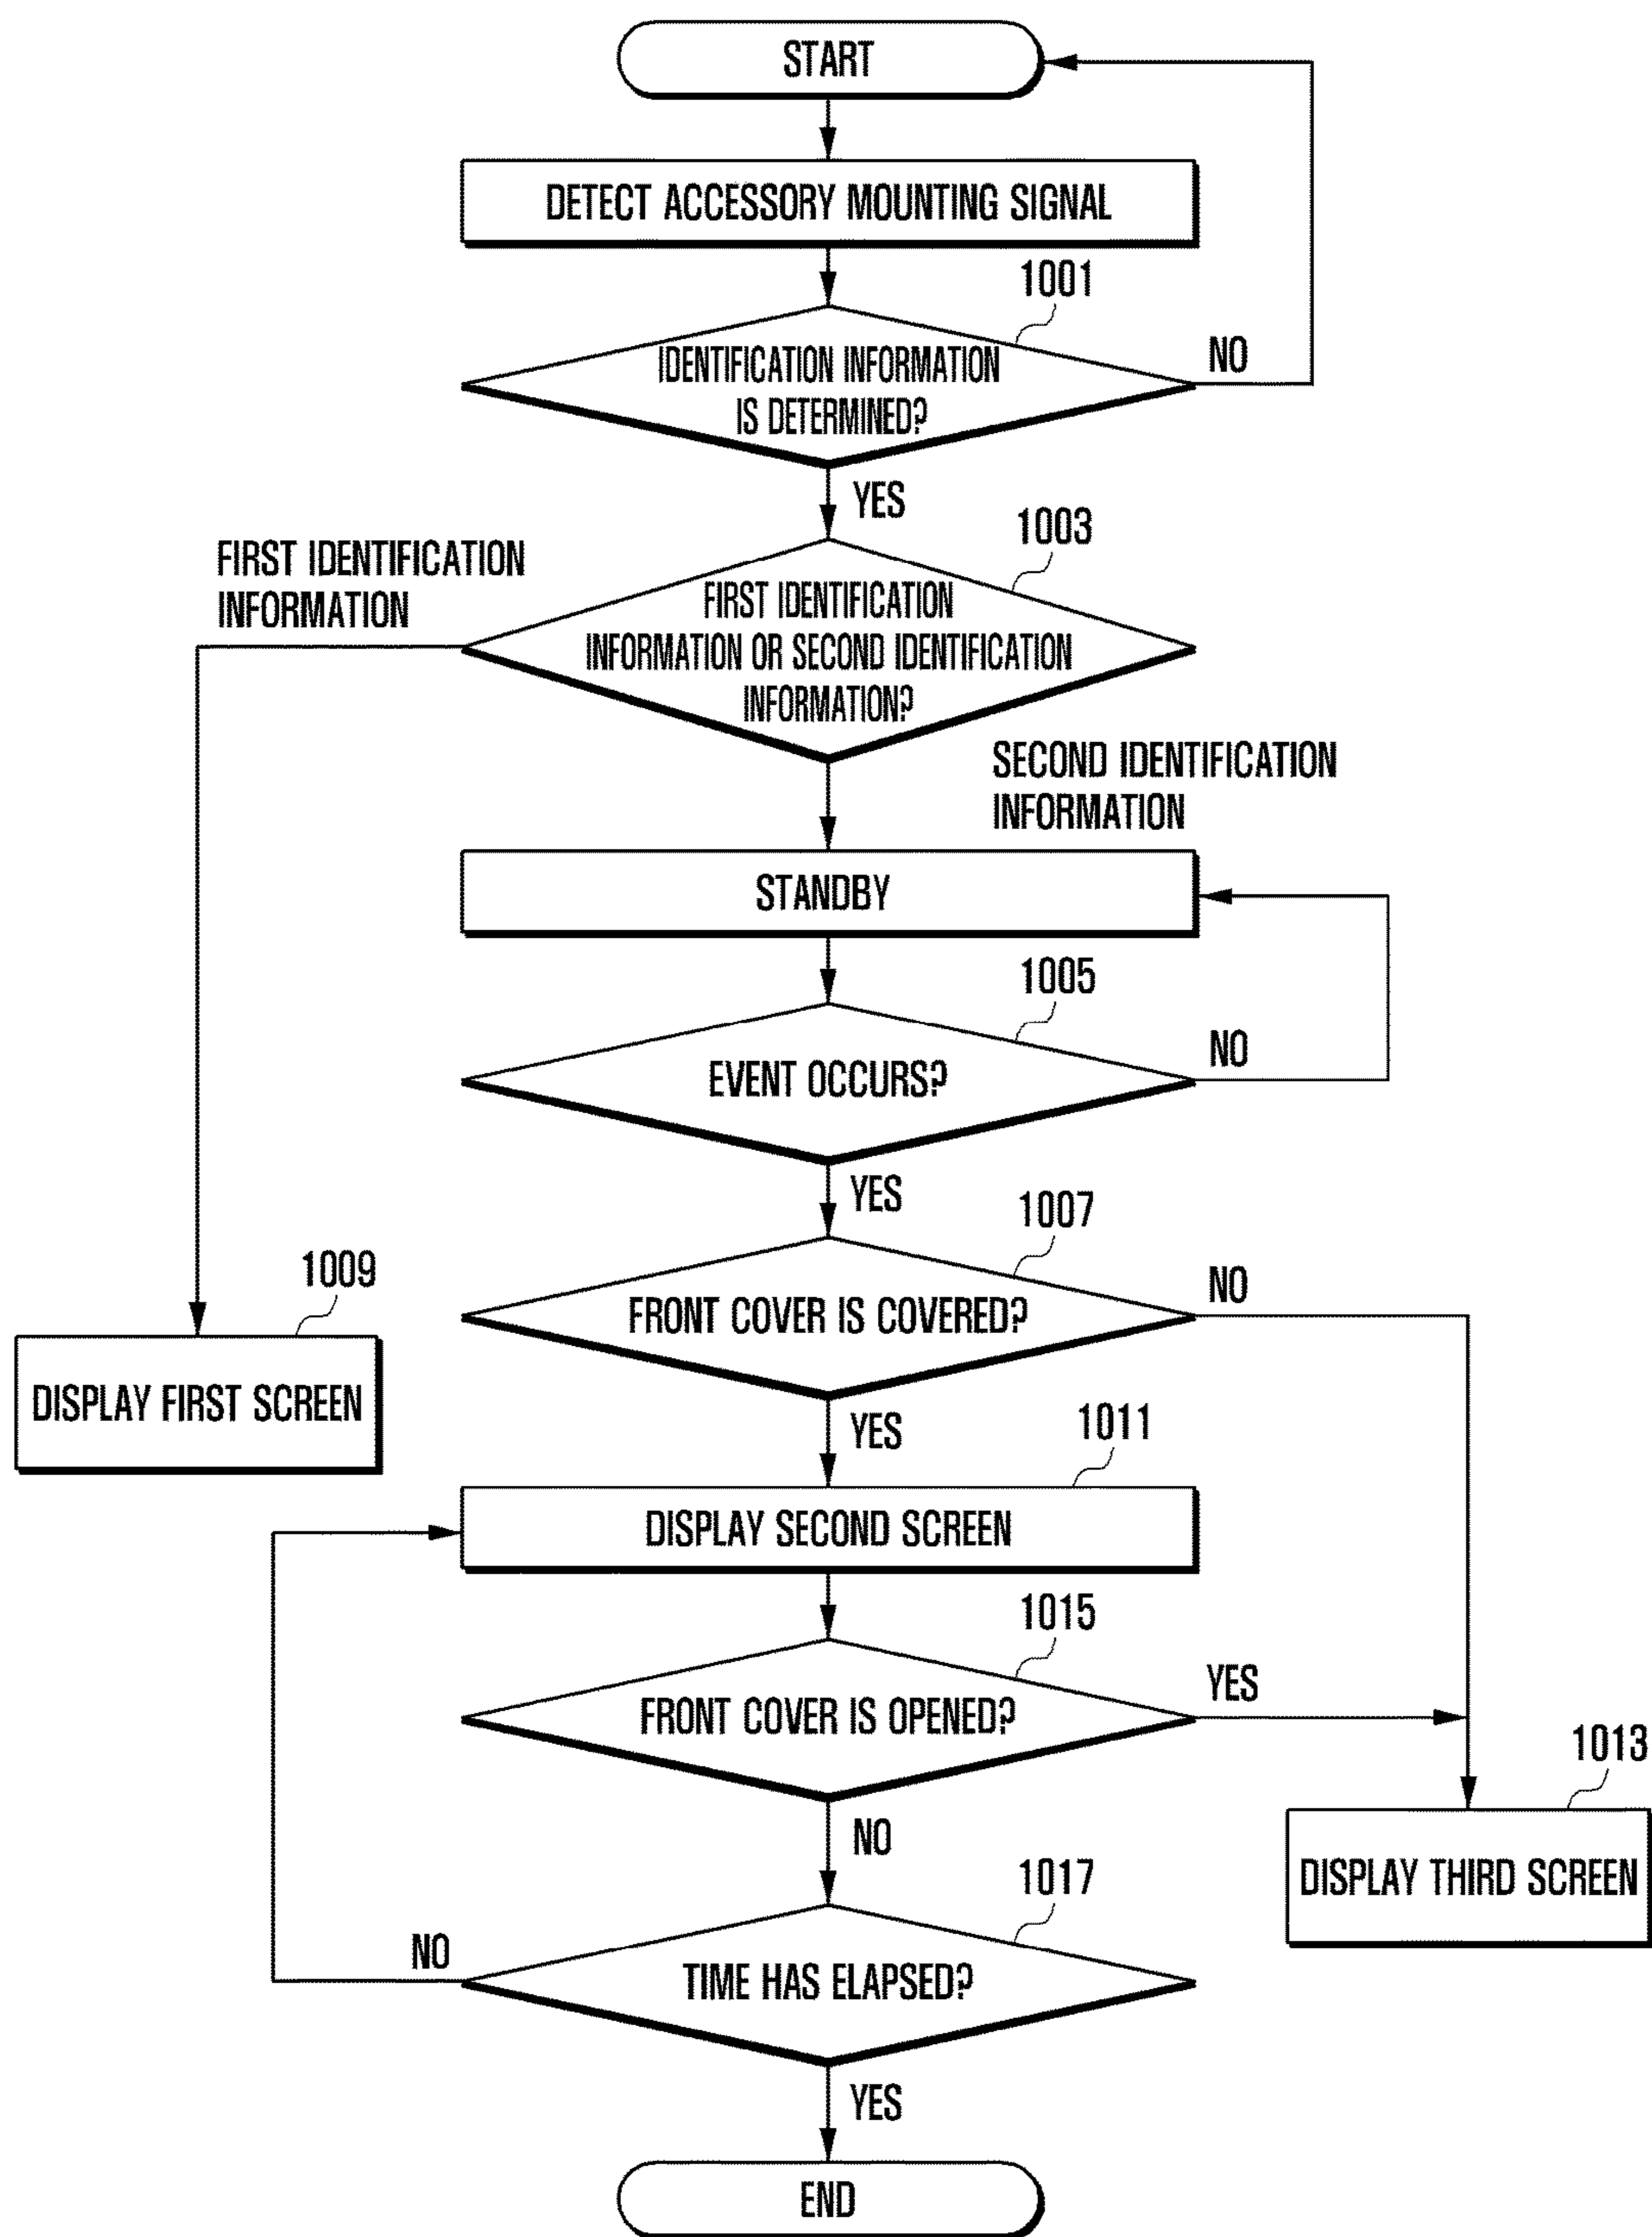 START
DETECT ACCESSORY MOUNTING SIGNAL
1001
IDENTIFICATION INFORMATION
IS DETERMINED?
NO
YES
1003
FIRST IDENTIFICATION
INFORMATION
FIRST IDENTIFICATION
INFORMATION OR SECOND IDENTIFICATION
INFORMATION?
SECOND IDENTIFICATION
INFORMATION
STANDBY
1005
EVENT OCCURS?
NO
YES
1007
FRONT COVER IS COVERED?
NO
1009
DISPLAY FIRST SCREEN
YES
1011
DISPLAY SECOND SCREEN
1015
FRONT COVER IS OPENED?
YES
1013
DISPLAY THIRD SCREEN
NO
1017
TIME HAS ELAPSED?
NO
YES
END